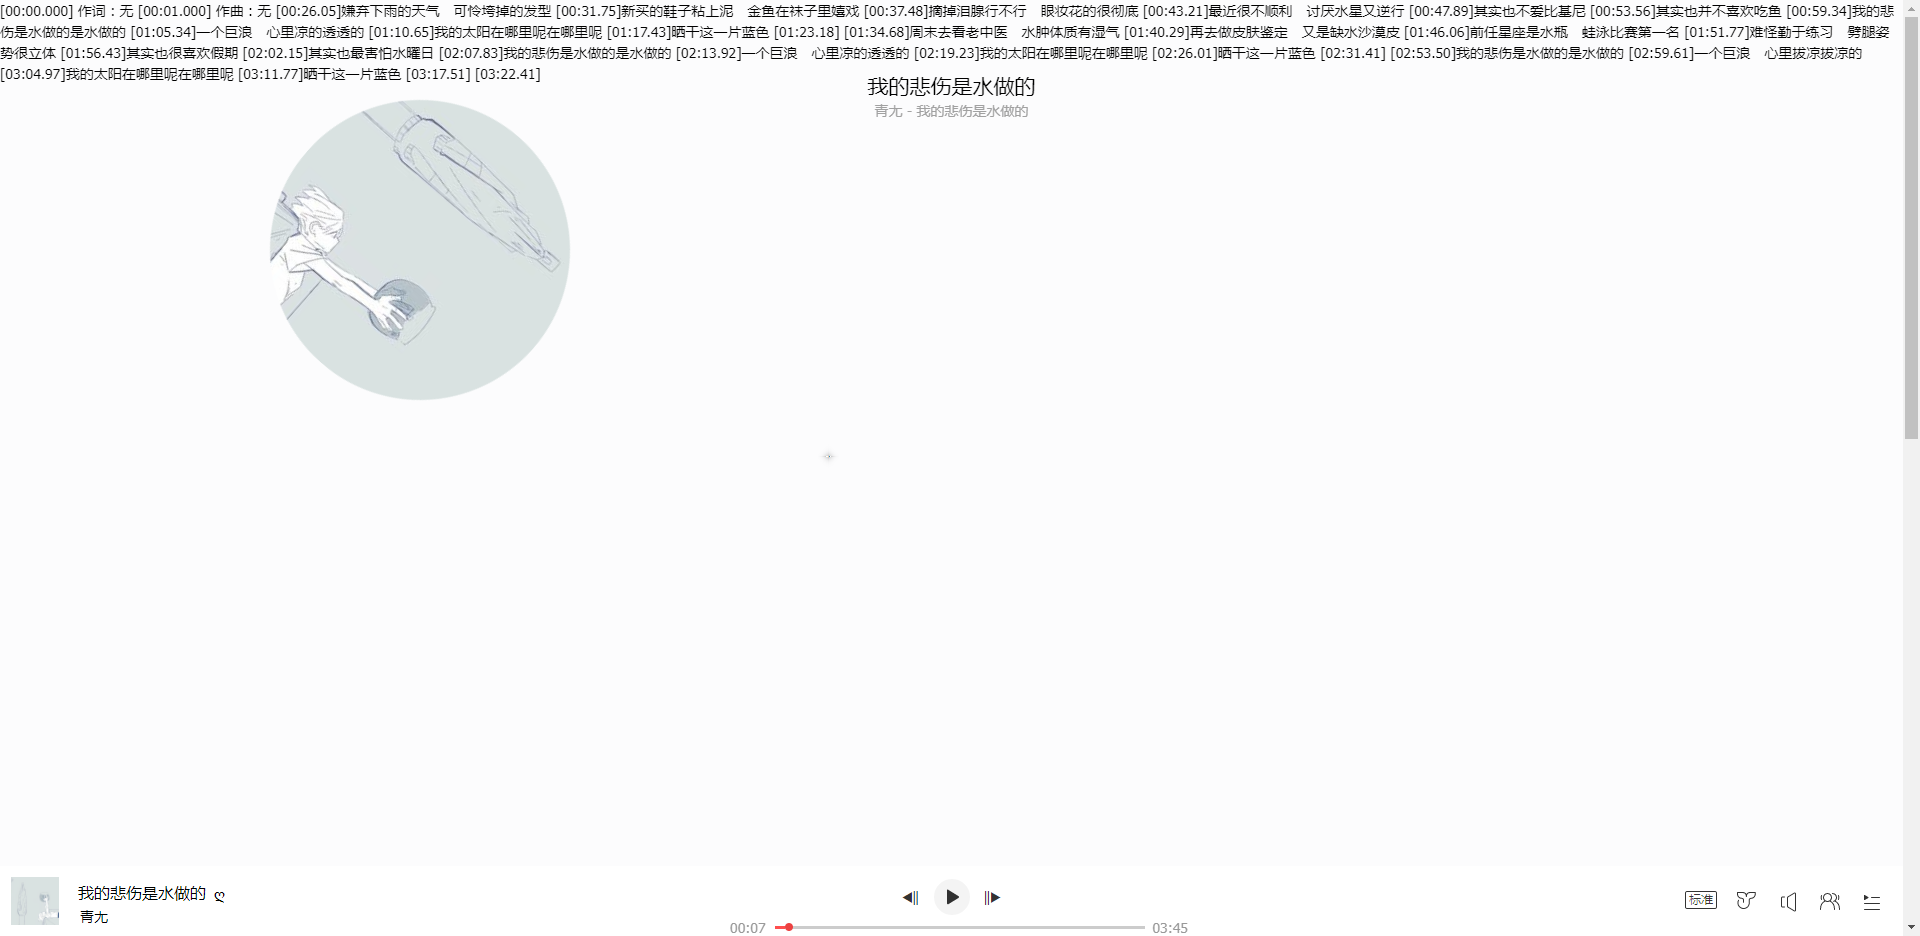 [00:00.000] 作词：无 [00:01.000] 作曲：无 [00:26.05]嫌弃下雨的天气　可怜垮掉的发型 [00:31.75]新买的鞋子粘上泥　金鱼在袜子里嬉戏 [00:37.48]摘掉泪腺行不行　眼妆花的很彻底 [00:43.21]最近很不顺利　讨厌水星又逆行 [00:47.89]其实也不爱比基尼 [00:53.56]其实也并不喜欢吃鱼 [00:59.34]我的悲
伤是水做的是水做的 [01:05.34]一个巨浪　心里凉的透透的 [01:10.65]我的太阳在哪里呢在哪里呢 [01:17.43]晒干这一片蓝色 [01:23.18] [01:34.68]周末去看老中医　水肿体质有湿气 [01:40.29]再去做皮肤鉴定　又是缺水沙漠皮 [01:46.06]前任星座是水瓶　蛙泳比赛第一名 [01:51.77]难怪勤于练习　劈腿姿
势很立体 [01:56.43]其实也很喜欢假期 [02:02.15]其实也最害怕水曜日 [02:07.83]我的悲伤是水做的是水做的 [02:13.92]一个巨浪　心里凉的透透的 [02:19.23]我的太阳在哪里呢在哪里呢 [02:26.01]晒干这一片蓝色 [02:31.41] [02:53.50]我的悲伤是水做的是水做的 [02:59.61]一个巨浪　心里拔凉拔凉的
[03:04.97]我的太阳在哪里呢在哪里呢 [03:11.77]晒干这一片蓝色 [03:17.51] [03:22.41]
我的悲伤是水做的
青尢 - 我的悲伤是水做的
我的悲伤是水做的 ღ
青尢
00:07
03:45
标准